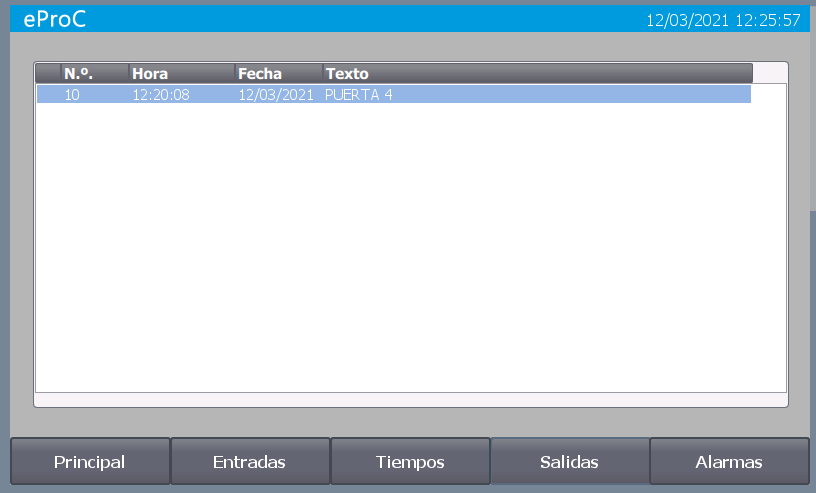 eProC 12/03/2021 12:25:57
N.º. Hora Fecha Texto
10 12:20:08 12/03/2021 PUERTA 4
Principal Entradas Tiempos Salidas Alarmas